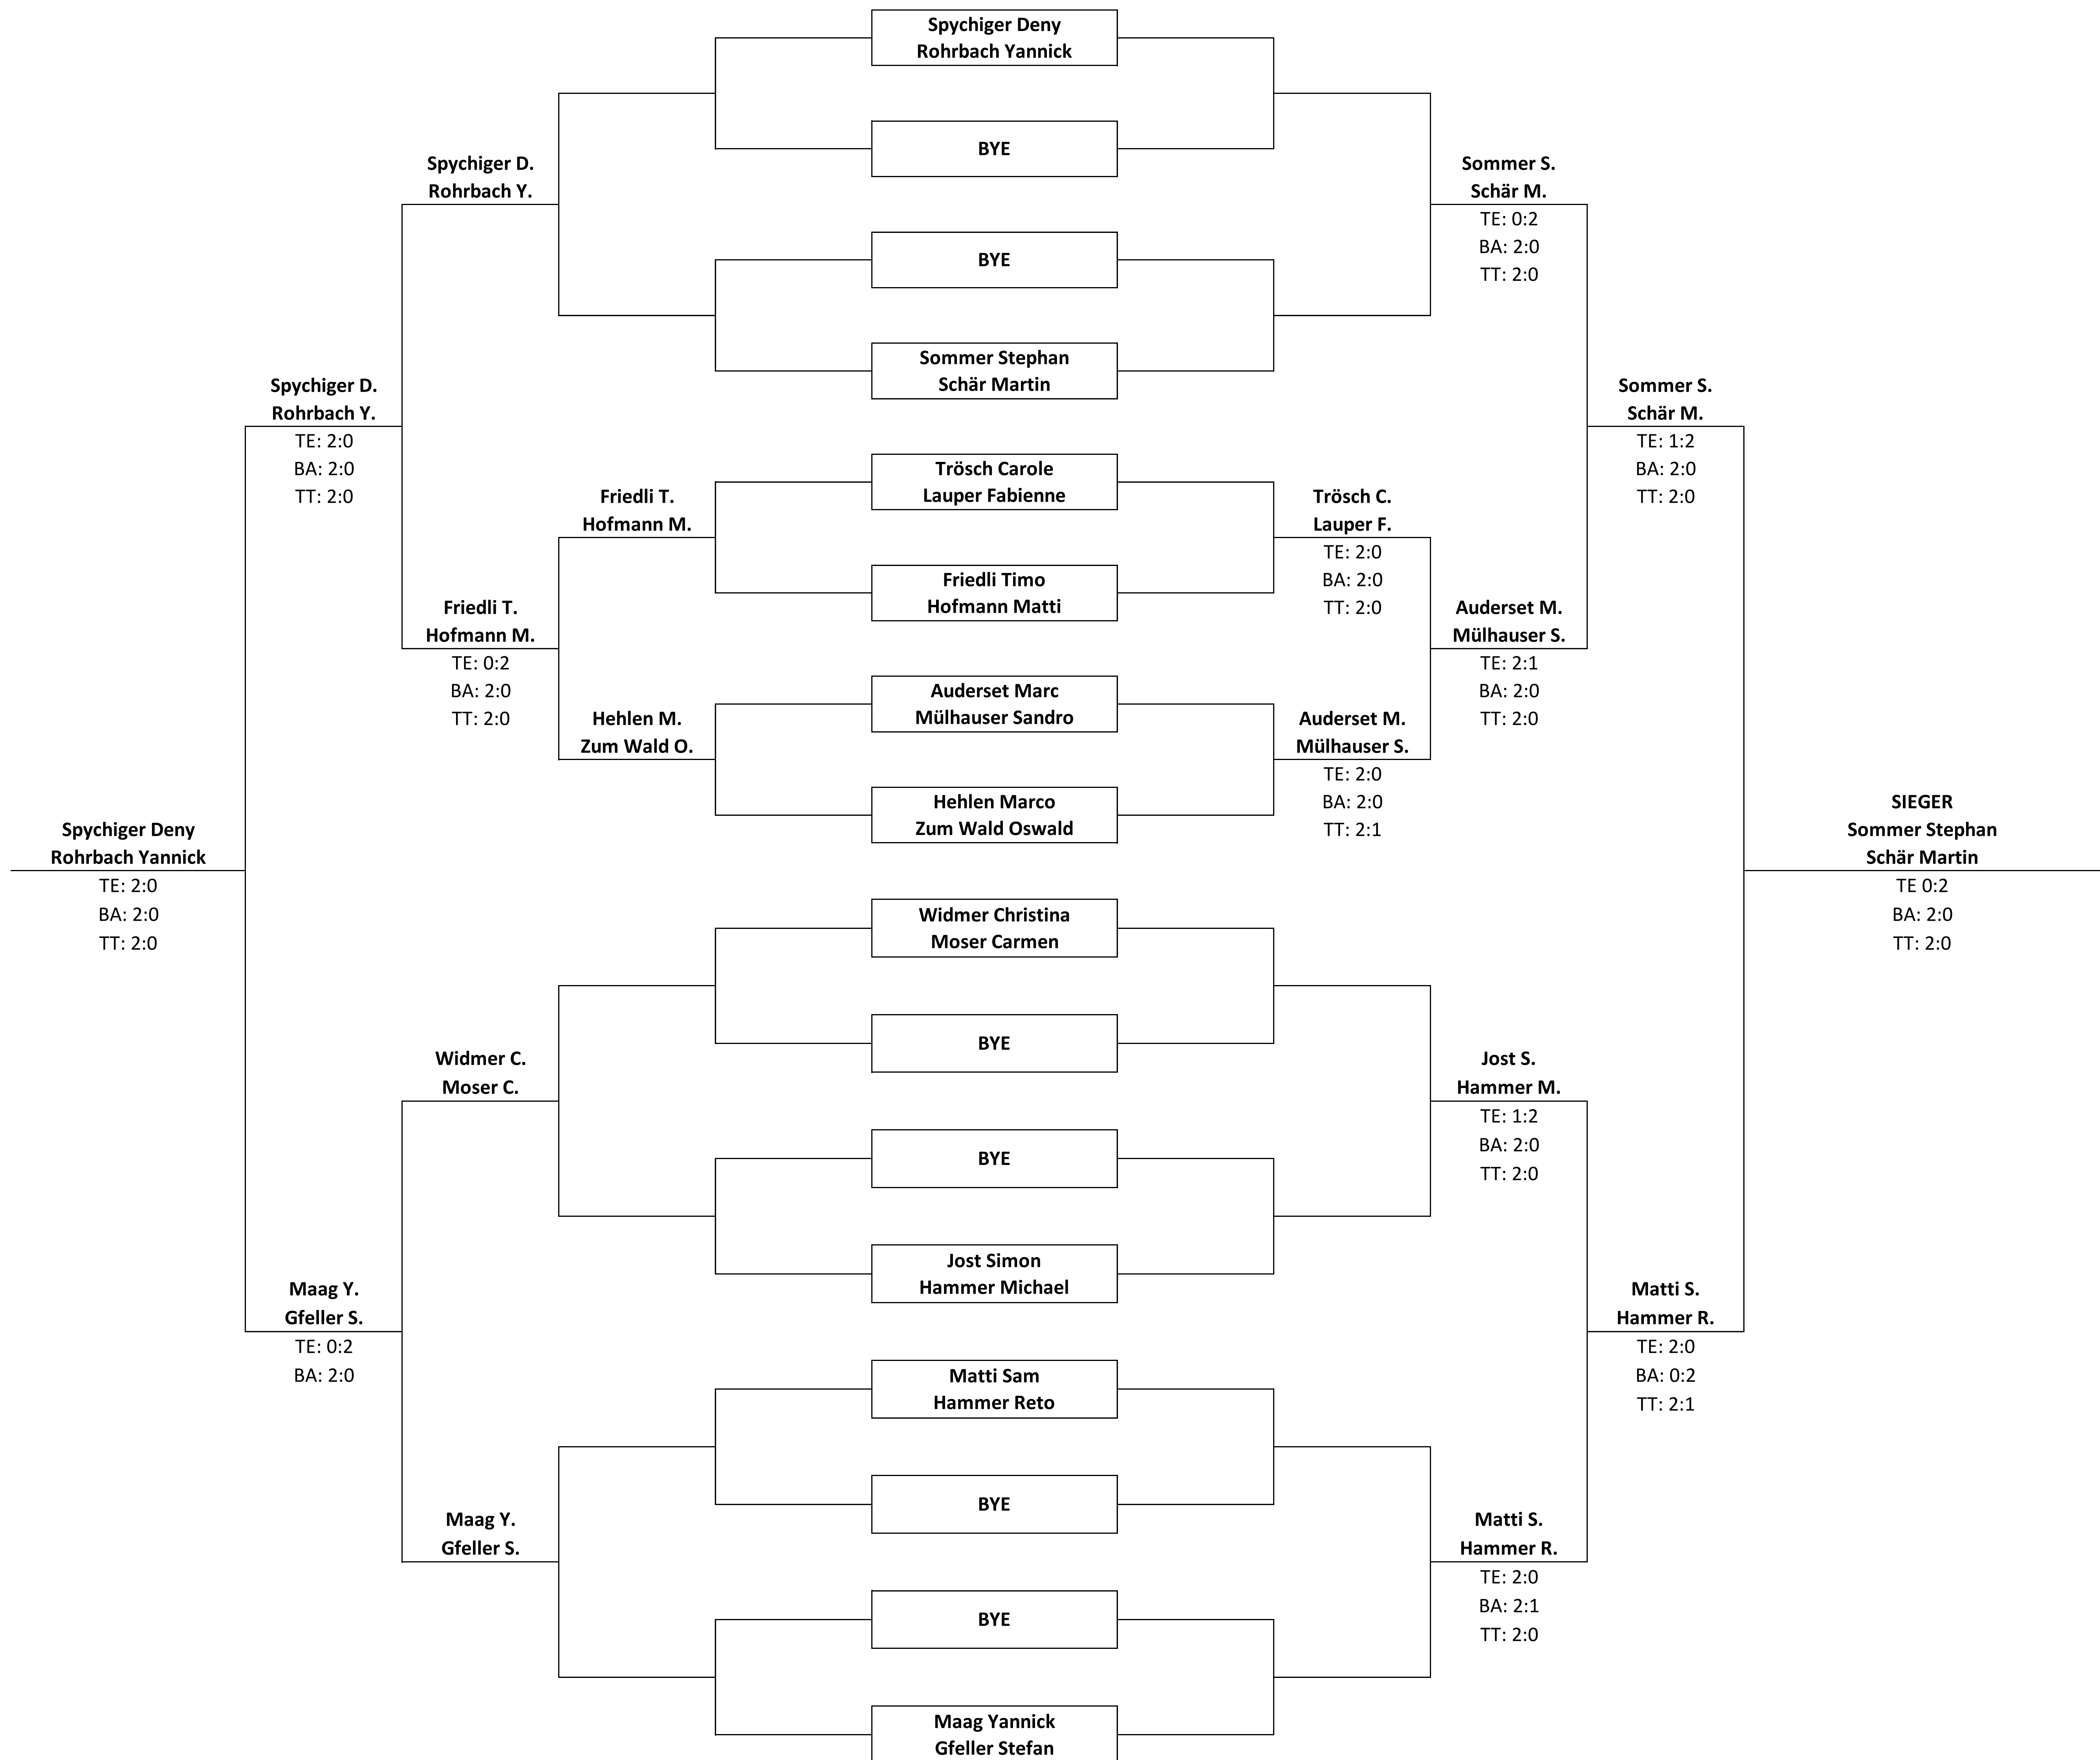 Spychiger Deny
Rohrbach Yannick
BYE
Spychiger D.
Rohrbach Y.
Sommer S.
Schär M.
TE: 0:2
BA: 2:0
TT: 2:0
BYE
Sommer Stephan
Schär Martin
Spychiger D.
Rohrbach Y.
TE: 2:0
BA: 2:0
TT: 2:0
Sommer S.
Schär M.
TE: 1:2
BA: 2:0
TT: 2:0
Trösch Carole
Lauper Fabienne
Friedli T.
Hofmann M.
Trösch C.
Lauper F.
TE: 2:0
BA: 2:0
TT: 2:0
Friedli Timo
Hofmann Matti
Friedli T.
Hofmann M.
TE: 0:2
BA: 2:0
TT: 2:0
Auderset M.
Mülhauser S.
TE: 2:1
BA: 2:0
TT: 2:0
Auderset Marc
Mülhauser Sandro
Hehlen M.
Zum Wald O.
Auderset M.
Mülhauser S.
TE: 2:0
BA: 2:0
TT: 2:1
Hehlen Marco
Zum Wald Oswald
Spychiger Deny
Rohrbach Yannick
TE: 2:0
BA: 2:0
TT: 2:0
SIEGER
Sommer Stephan
Schär Martin
TE 0:2
BA: 2:0
TT: 2:0
Widmer Christina
Moser Carmen
BYE
Widmer C.
Moser C.
Jost S.
Hammer M.
TE: 1:2
BA: 2:0
TT: 2:0
BYE
Jost Simon
Hammer Michael
Maag Y.
Gfeller S.
TE: 0:2
BA: 2:0
Matti S.
Hammer R.
TE: 2:0
BA: 0:2
TT: 2:1
Matti Sam
Hammer Reto
BYE
Maag Y.
Gfeller S.
Matti S.
Hammer R.
TE: 2:0
BA: 2:1
TT: 2:0
BYE
Maag Yannick
Gfeller Stefan